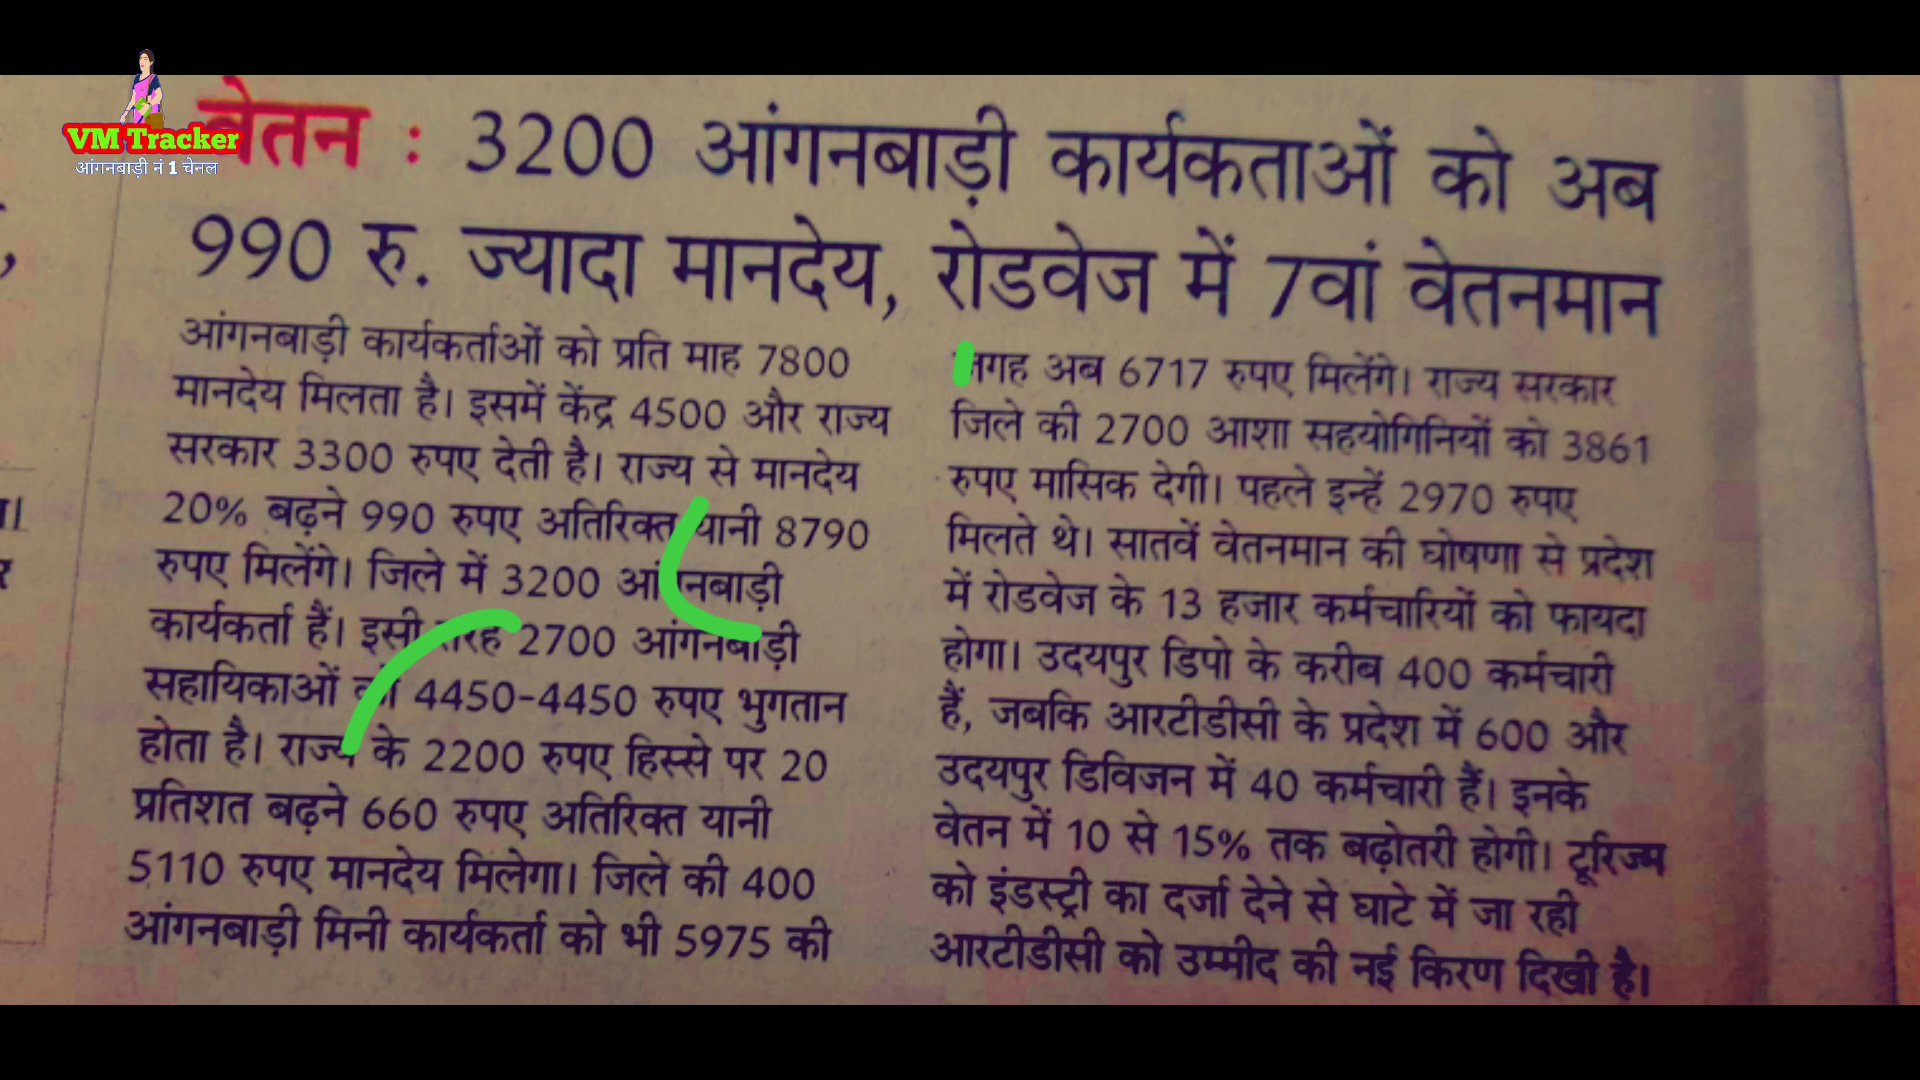 VM Tracker
आंगनबाड़ी नं 1 चेनल
वेतन : 3200 आंगनबाड़ी कार्यकताओं को अब
990 रु. ज्यादा मानदेय, रोडवेज में 7वां वेतनमान
आंगनबाड़ी कार्यकर्ताओं को प्रति माह 7800
मानदेय मिलता है। इसमें केंद्र 4500 और राज्य
सरकार 3300 रुपए देती है। राज्य से मानदेय
20% बढ़ने 990 रुपए अतिरिक्त यानी 8790
रुपए मिलेंगे। जिले में 3200 आंगनबाड़ी
कार्यकर्ता हैं। इसी तरह 2700 आंगनबाड़ी
सहायिकाओं को 4450-4450 रुपए भुगतान
होता है। राज्य के 2200 रुपए हिस्से पर 20
प्रतिशत बढ़ने 660 रुपए अतिरिक्त यानी
5110 रुपए मानदेय मिलेगा। जिले की 400
आंगनबाड़ी मिनी कार्यकर्ता को भी 5975 की
जगह अब 6717 रुपए मिलेंगे। राज्य सरकार
जिले की 2700 आशा सहयोगिनियों को 3861
रुपए मासिक देगी। पहले इन्हें 2970 रुपए
मिलते थे। सातवें वेतनमान की घोषणा से प्रदेश
में रोडवेज के 13 हजार कर्मचारियों को फायदा
होगा। उदयपुर डिपो के करीब 400 कर्मचारी
हैं, जबकि आरटीडीसी के प्रदेश में 600 और
उदयपुर डिविजन में 40 कर्मचारी हैं। इनके
वेतन में 10 से 15% तक बढ़ोतरी होगी। टूरिज्म
को इंडस्ट्री का दर्जा देने से घाटे में जा रही
आरटीडीसी को उम्मीद की नई किरण दिखी है।